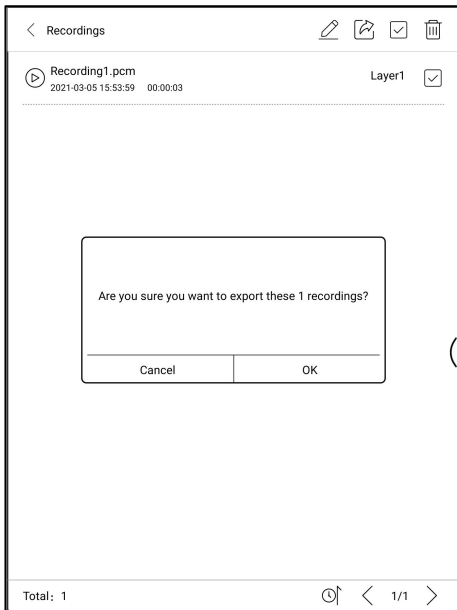 Recordings
Recording1.pcm
Layer1
2021-03-05 15:53:59 00:00:03
Are you sure you want to export these 1 recordings?
Cancel
OK
Total：1
1/1